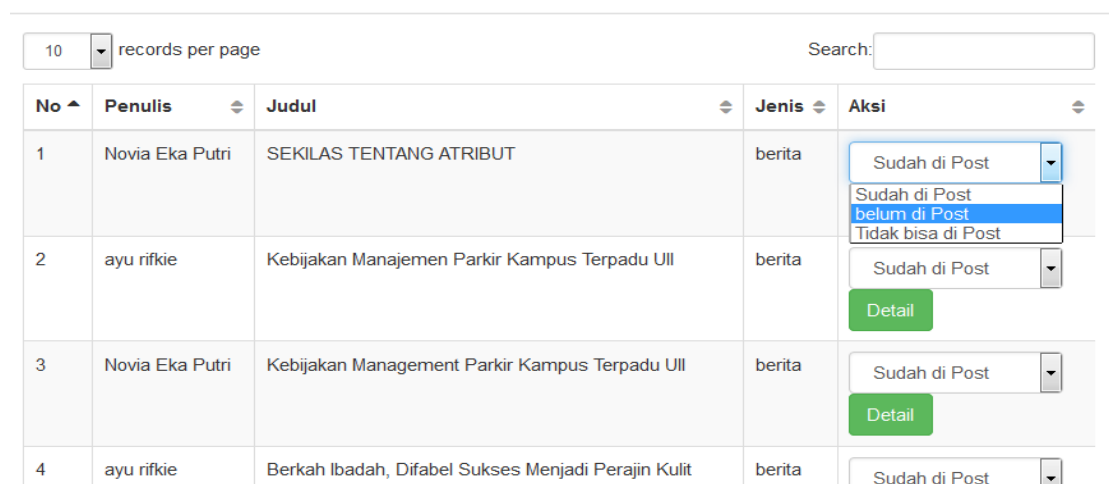 10 records per page Search:
No Penulis Judul Jenis Aksi
1 Novia Eka Putri SEKILAS TENTANG ATRIBUT berita Sudah di Post
Sudah di Post
belum di Post
Tidak bisa di Post
2 ayu rifkie Kebijakan Manajemen Parkir Kampus Terpadu UII berita Sudah di Post
Detail
3 Novia Eka Putri Kebijakan Management Parkir Kampus Terpadu UII berita Sudah di Post
Detail
4 ayu rifkie Berkah Ibadah, Difabel Sukses Menjadi Perajin Kulit berita Sudah di Post